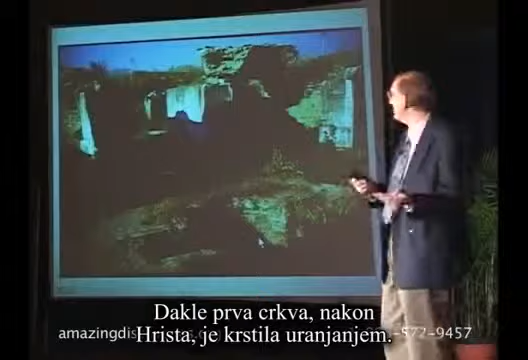 Dakle prva crkva, nakon
Hrista, je krstila uranjanjem.
amazingdis
-572-9457